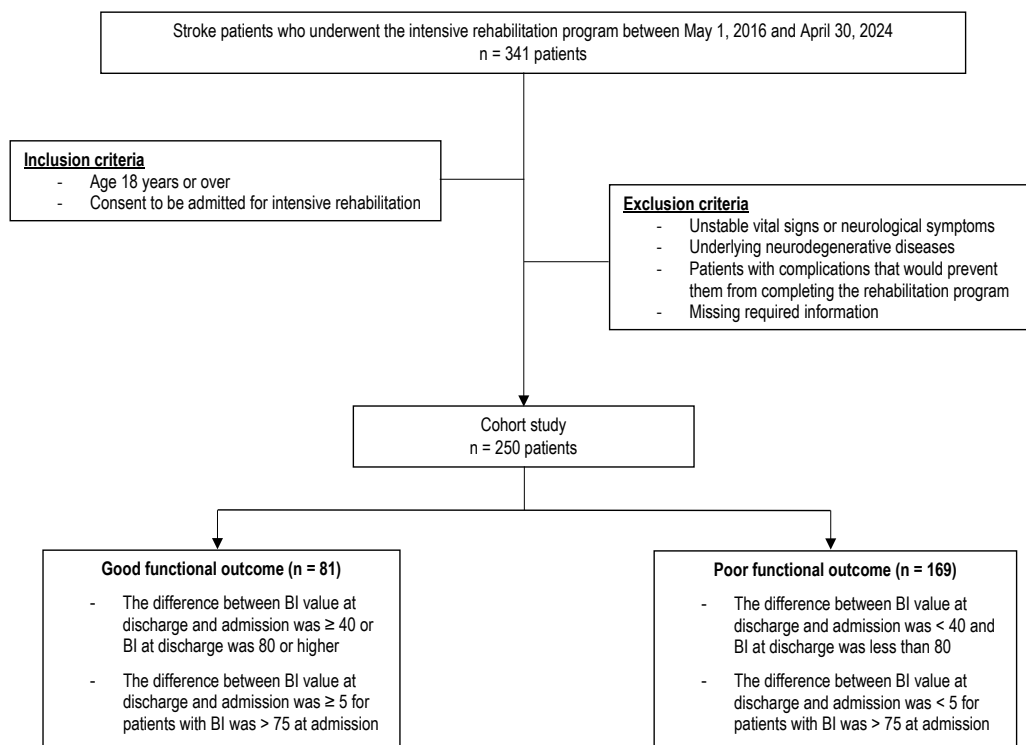 Stroke patients who underwent the intensive rehabilitation program between May 1, 2016 and April 30, 2024
n = 341 patients
Inclusion criteria
- Age 18 years or over
- Consent to be admitted for intensive rehabilitation
Exclusion criteria
- Unstable vital signs or neurological symptoms
- Underlying neurodegenerative diseases
- Patients with complications that would prevent
them from completing the rehabilitation program
- Missing required information
Cohort study
n = 250 patients
Good functional outcome (n = 81)
- The difference between BI value at
discharge and admission was ≥ 40 or
BI at discharge was 80 or higher
- The difference between BI value at
discharge and admission was ≥ 5 for
patients with BI was > 75 at admission
Poor functional outcome (n = 169)
- The difference between BI value at
discharge and admission was < 40 and
BI at discharge was less than 80
- The difference between BI value at
discharge and admission was < 5 for
patients with BI was > 75 at admission